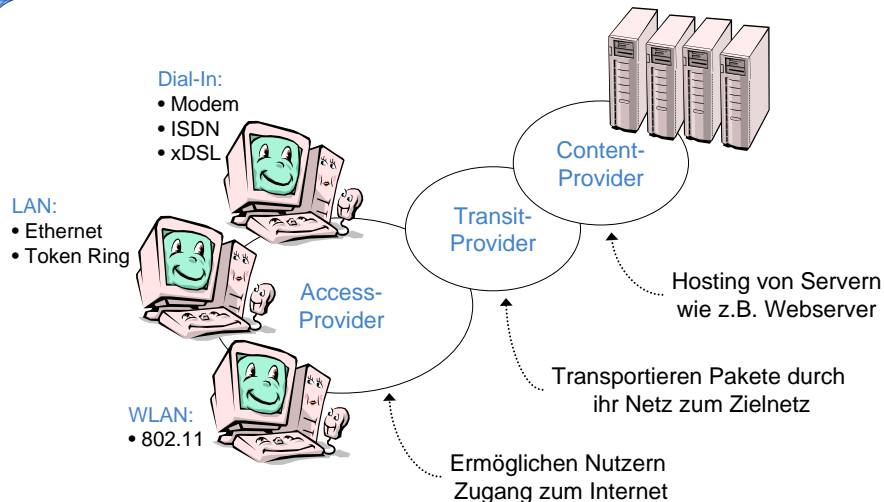 Dial-In:
• Modem
• ISDN
• xDSL
LAN:
• Ethernet
• Token Ring
WLAN:
• 802.11
Access-
Provider
Transit-
Provider
Content-
Provider
Hosting von Servern
wie z.B. Webserver
Transportieren Pakete durch
ihr Netz zum Zielnetz
Ermöglichen Nutzern
Zugang zum Internet